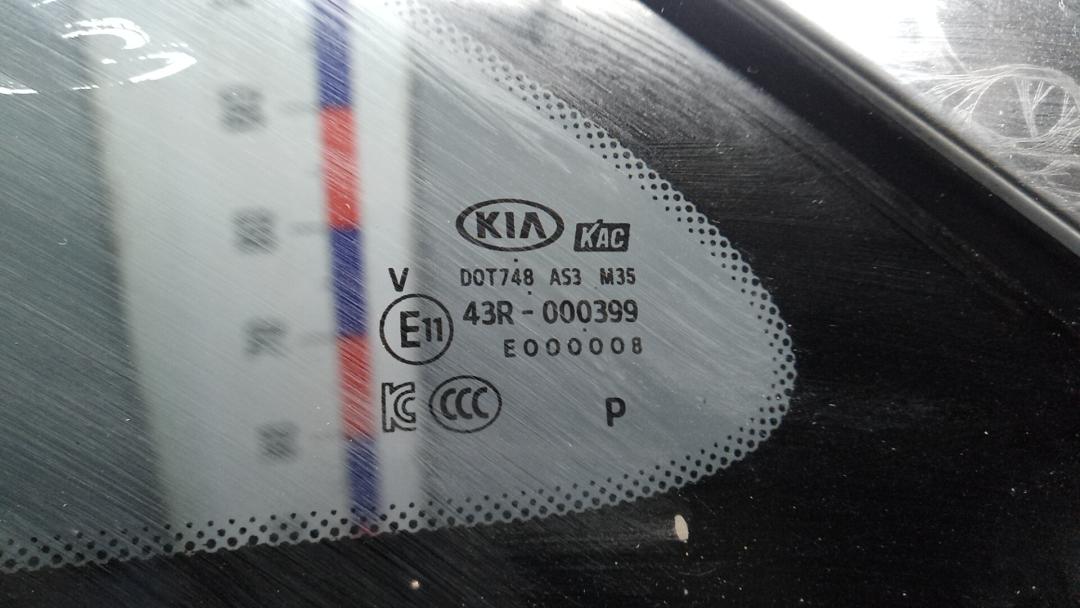 KIA KAC
V DOT748 AS3 M35
E11 43R - 000399
E000008
KC CCC P